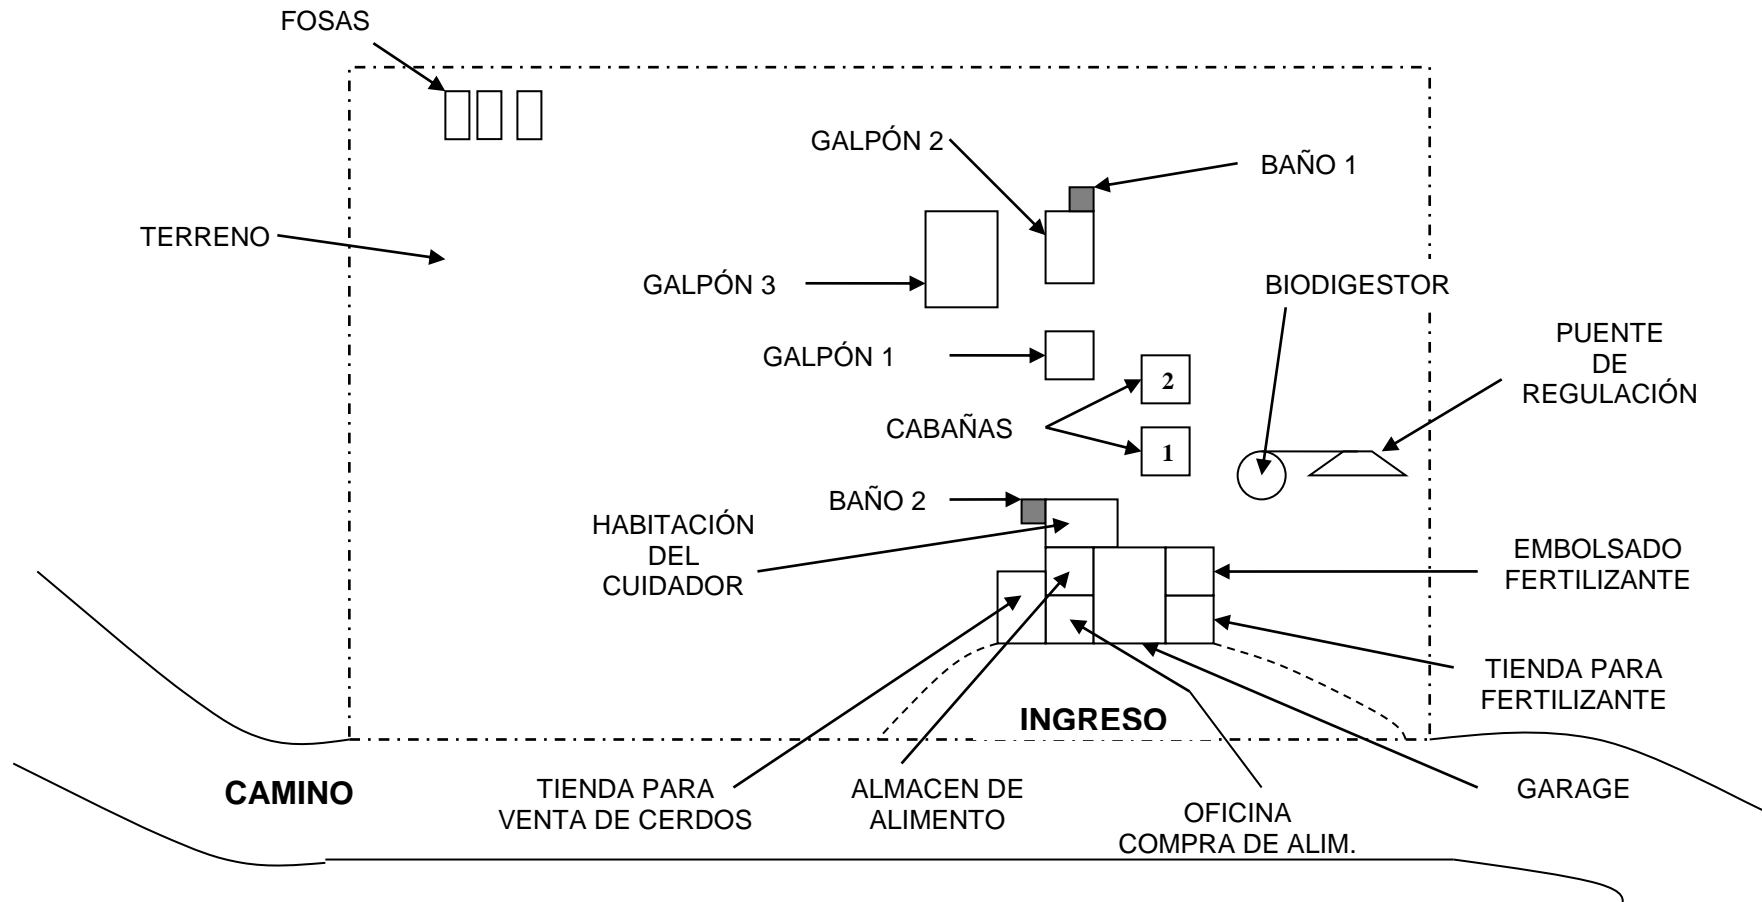 FOSAS
GALPÓN 2
BAÑO 1
TERRENO
GALPÓN 3
BIODIGESTOR
GALPÓN 1
PUENTE
DE
REGULACIÓN
2
CABAÑAS
1
BAÑO 2
HABITACIÓN
DEL
CUIDADOR
EMBOLSADO
FERTILIZANTE
TIENDA PARA
FERTILIZANTE
INGRESO
CAMINO
TIENDA PARA
VENTA DE CERDOS
ALMACEN DE
ALIMENTO
OFICINA
COMPRA DE ALIM.
GARAGE